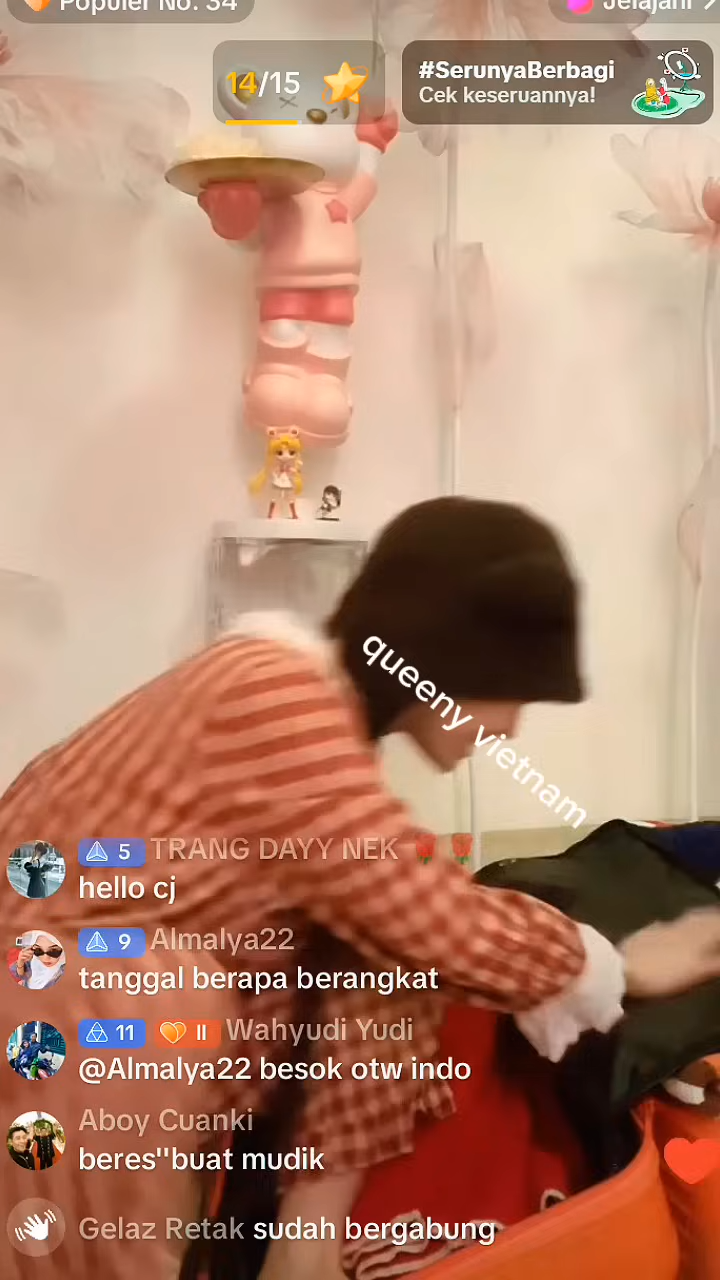 Populer No. 34
Jelajahi
14/15
#SerunyaBerbagi
Cek keseruannya!
queeny vietnam
5 TRANG DAYY NEK 🌹🌹
hello cj
9 Almalya22
tanggal berapa berangkat
11 II Wahyudi Yudi
@Almalya22 besok otw indo
Aboy Cuanki
beres"buat mudik
Gelaz Retak sudah bergabung